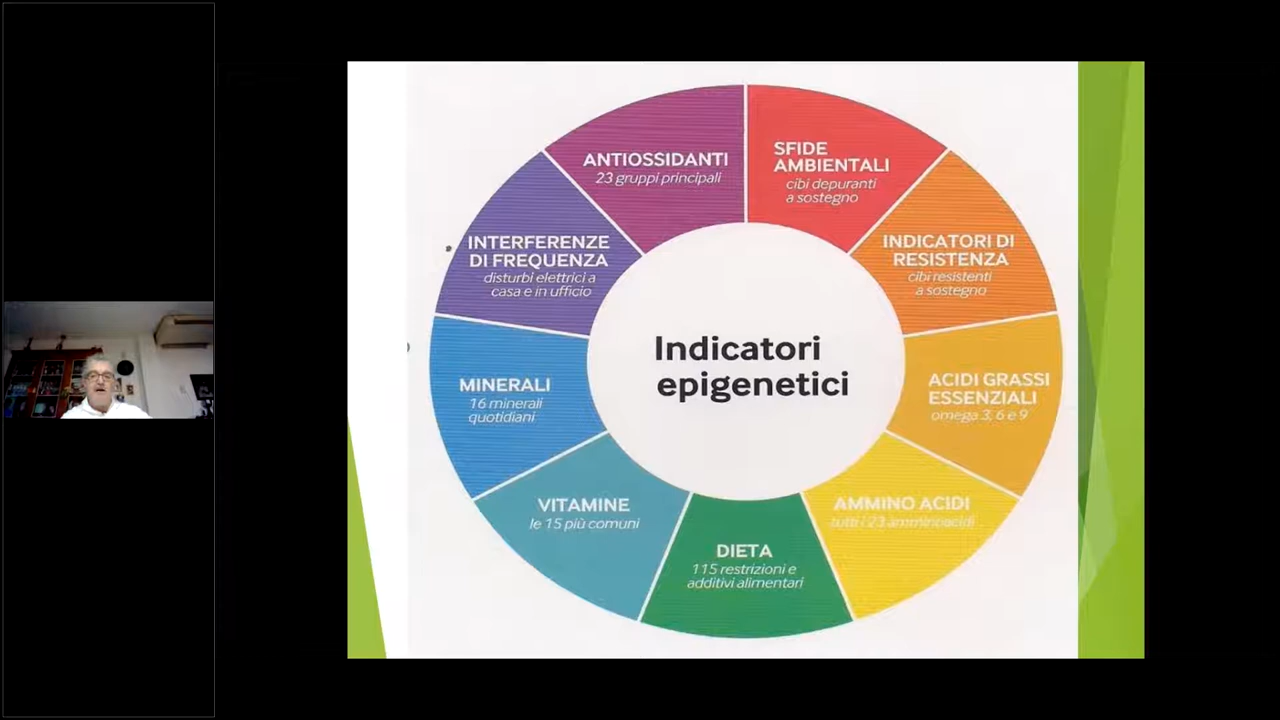 ANTIOSSIDANTI
23 gruppi principali
SFIDE
AMBIENTALI
cibi depuranti
a sostegno
INTERFERENZE
DI FREQUENZA
disturbi elettrici a
casa e in ufficio
INDICATORI DI
RESISTENZA
cibi resistenti
a sostegno
Indicatori
epigenetici
MINERALI
16 minerali
quotidiani
ACIDI GRASSI
ESSENZIALI
omega 3, 6 e 9
VITAMINE
le 15 più comuni
AMMINO ACIDI
tutti i 23 amminoacidi
DIETA
115 restrizioni e
additivi alimentari